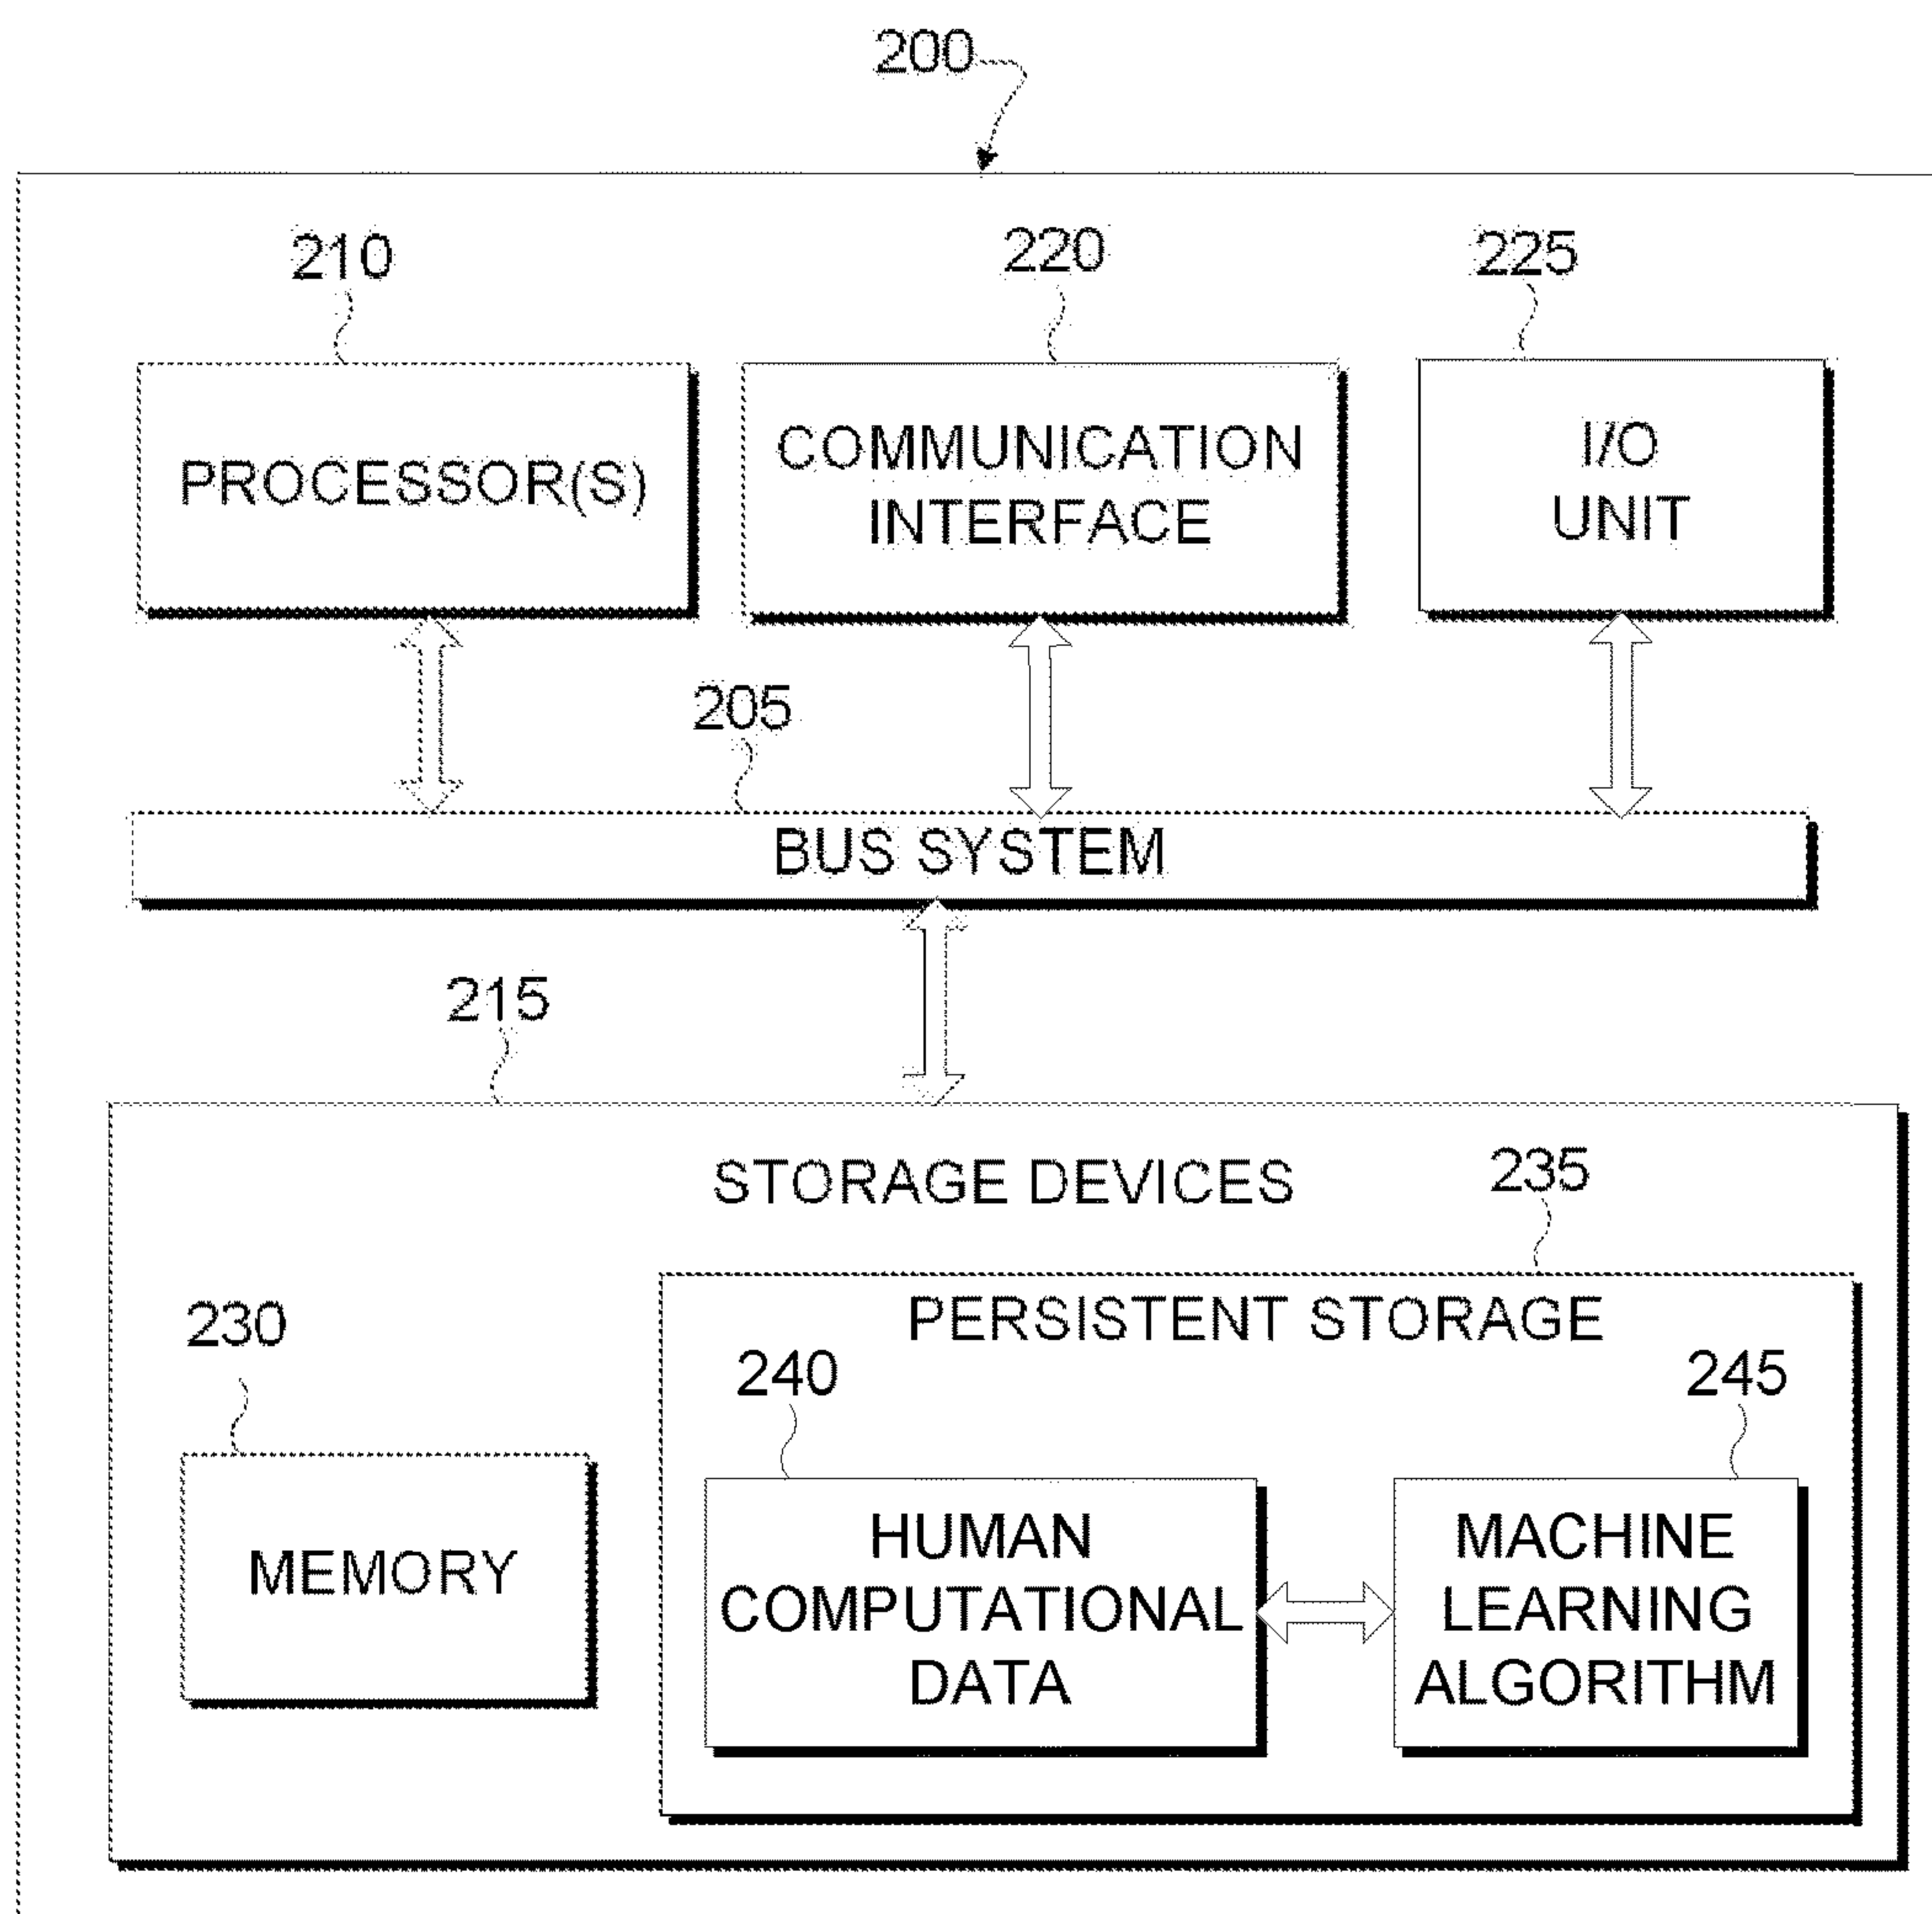 200
210
220
225
PROCESSOR(S)
COMMUNICATION
INTERFACE
I/O
UNIT
205
BUS SYSTEM
215
STORAGE DEVICES
235
230
PERSISTENT STORAGE
240
245
MEMORY
HUMAN
COMPUTATIONAL
DATA
MACHINE
LEARNING
ALGORITHM